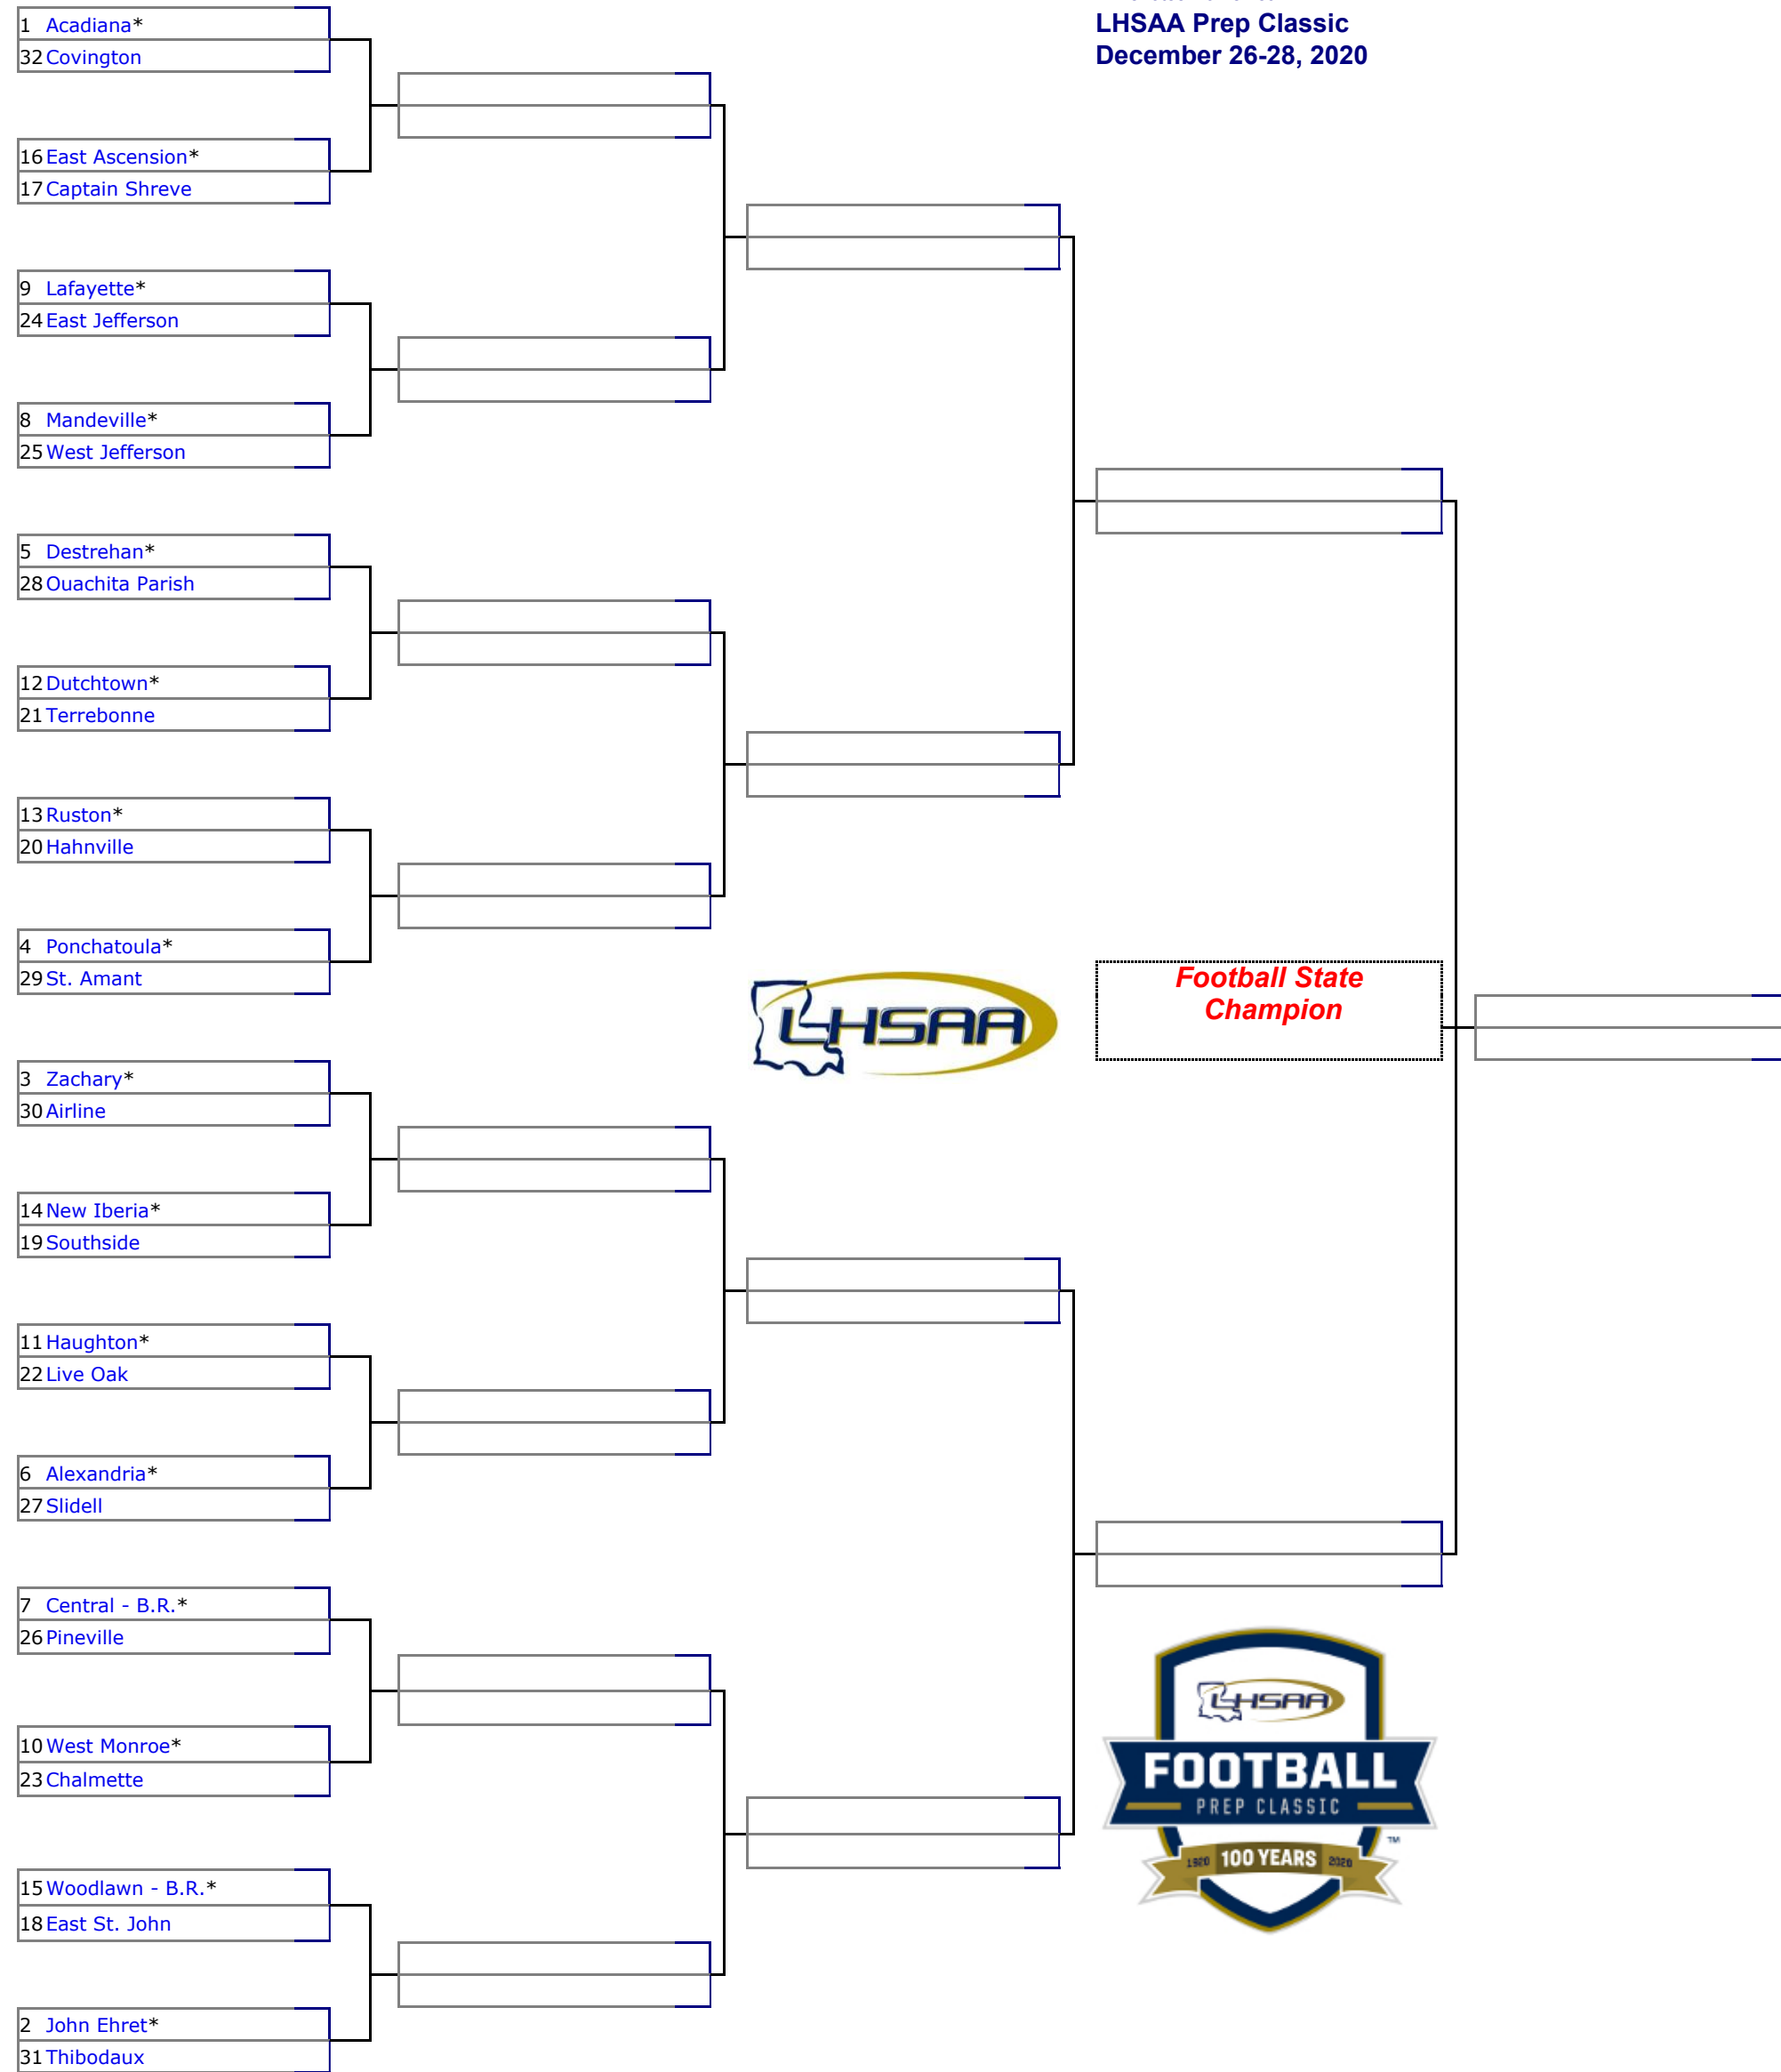 LHSAA Prep Classic
December 26-28, 2020
1 Acadiana*
32 Covington
16 East Ascension*
17 Captain Shreve
9 Lafayette*
24 East Jefferson
8 Mandeville*
25 West Jefferson
5 Destrehan*
28 Ouachita Parish
12 Dutchtown*
21 Terrebonne
13 Ruston*
20 Hahnville
4 Ponchatoula*
29 St. Amant
LHSAA
Football State
Champion
3 Zachary*
30 Airline
14 New Iberia*
19 Southside
11 Haughton*
22 Live Oak
6 Alexandria*
27 Slidell
7 Central - B.R.*
26 Pineville
10 West Monroe*
23 Chalmette
15 Woodlawn - B.R.*
18 East St. John
2 John Ehret*
31 Thibodaux
LHSAA
FOOTBALL
PREP CLASSIC
TM
1920 100 YEARS 2020